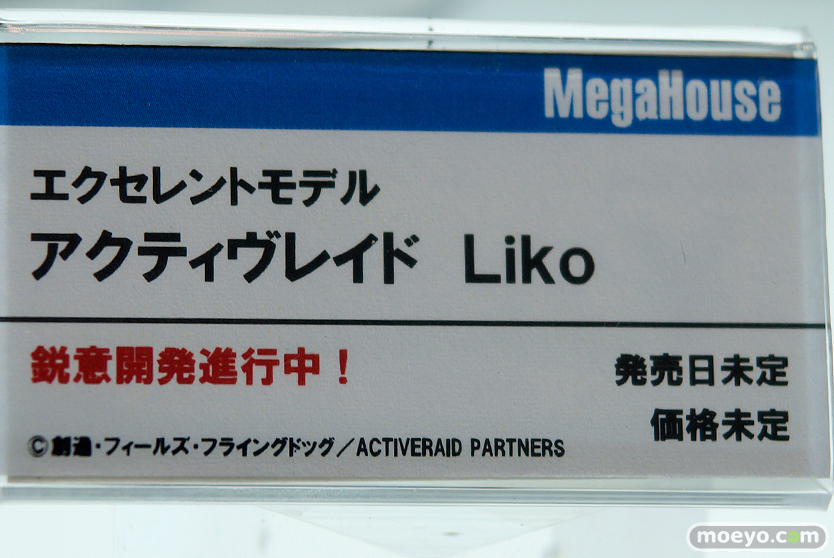 MegaHouse
エクセレントモデル
アクティヴレイド Liko
鋭意開発進行中！
発売日未定
価格未定
©創通・フィールズ・フライングドッグ／ACTIVERAID PARTNERS
moeyo.com